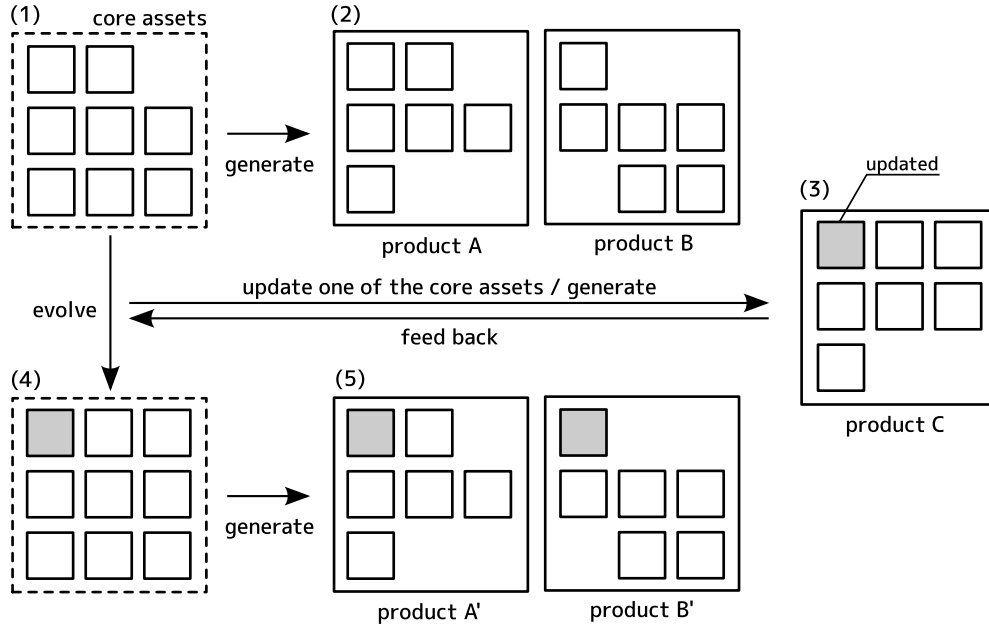 (1)
core assets
(2)
generate
product A
product B
(3)
updated
product C
evolve
update one of the core assets / generate
feed back
(4)
generate
(5)
product A'
product B'